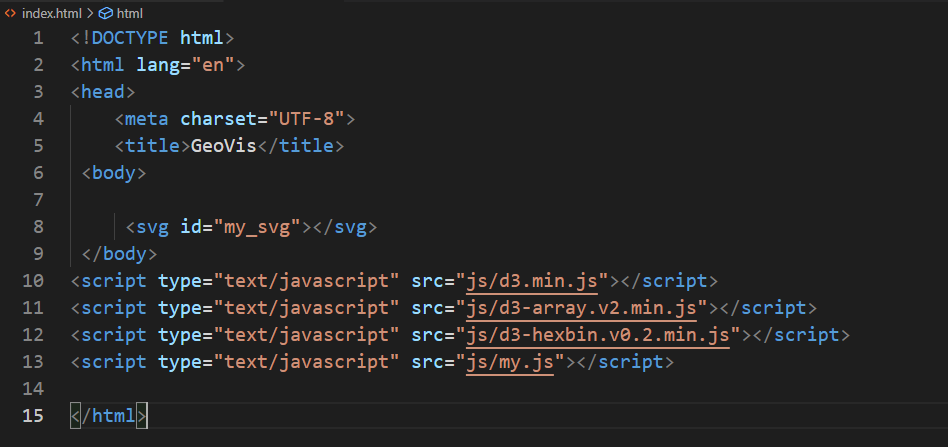 index.html > html
1 <!DOCTYPE html>
2 <html lang="en">
3 <head>
4     <meta charset="UTF-8">
5     <title>GeoVis</title>
6  <body>
7
8      <svg id="my_svg"></svg>
9  </body>
10 <script type="text/javascript" src="js/d3.min.js"></script>
11 <script type="text/javascript" src="js/d3-array.v2.min.js"></script>
12 <script type="text/javascript" src="js/d3-hexbin.v0.2.min.js"></script>
13 <script type="text/javascript" src="js/my.js"></script>
14
15 </html>